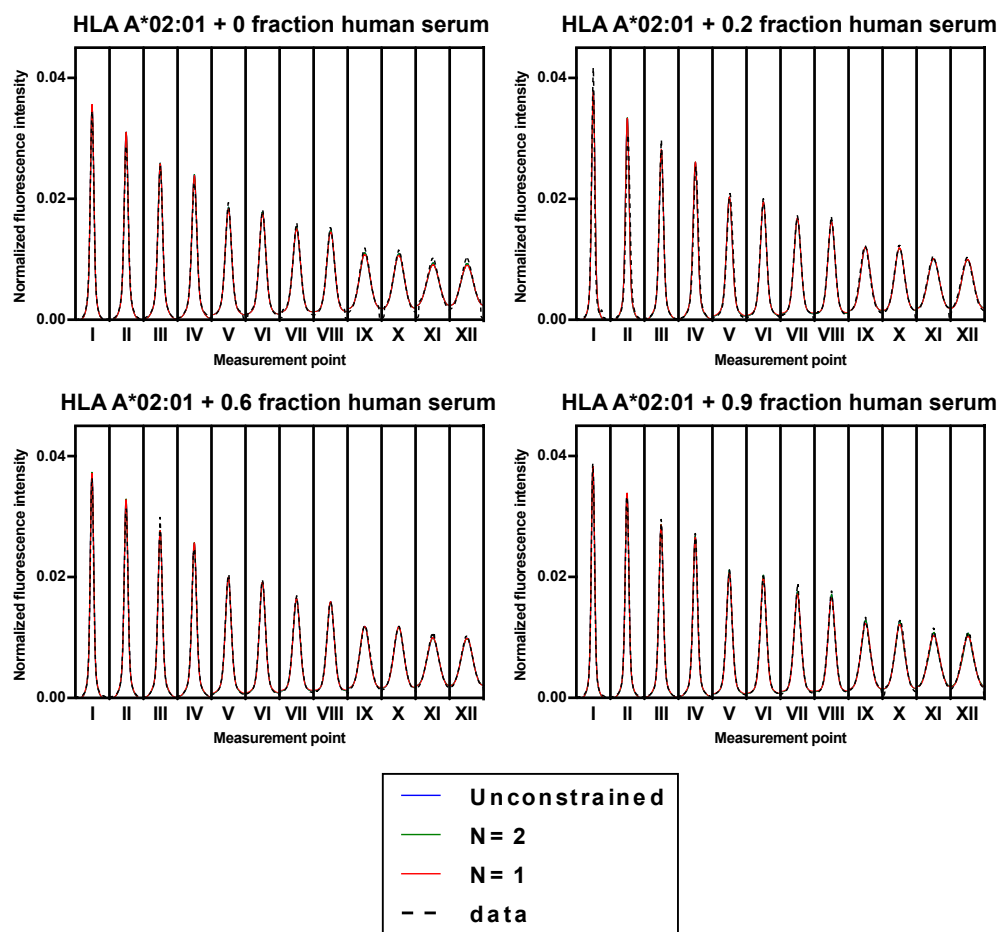 HLA A*02:01 + 0 fraction human serum
Normalized fluorescence intensity
0.04
0.02
0.00
I II III IV V VI VII VIII IX X XI XII
Measurement point
HLA A*02:01 + 0.2 fraction human serum
Normalized fluorescence intensity
0.04
0.02
0.00
I II III IV V VI VII VIII IX X XI XII
Measurement point
HLA A*02:01 + 0.6 fraction human serum
Normalized fluorescence intensity
0.04
0.02
0.00
I II III IV V VI VII VIII IX X XI XII
Measurement point
HLA A*02:01 + 0.9 fraction human serum
Normalized fluorescence intensity
0.04
0.02
0.00
I II III IV V VI VII VIII IX X XI XII
Measurement point
Unconstrained
N= 2
N= 1
data